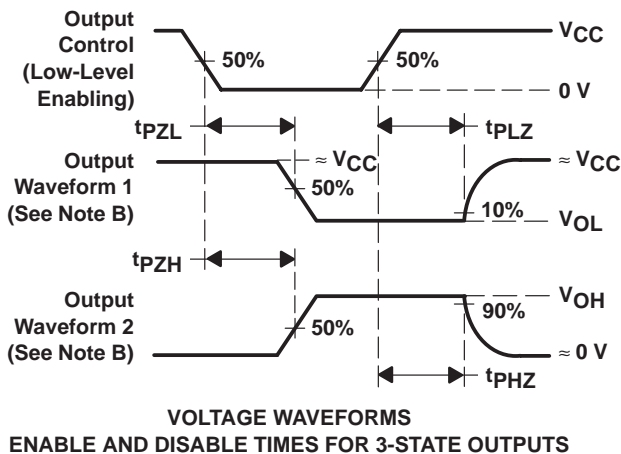 Output
Control
(Low-Level
Enabling)
50%
50%
VCC
0 V
tPZL
tPLZ
Output
Waveform 1
(See Note B)
≈ VCC
50%
≈ VCC
10%
VOL
tPZH
Output
Waveform 2
(See Note B)
50%
VOH
90%
≈ 0 V
tPHZ
VOLTAGE WAVEFORMS
ENABLE AND DISABLE TIMES FOR 3-STATE OUTPUTS